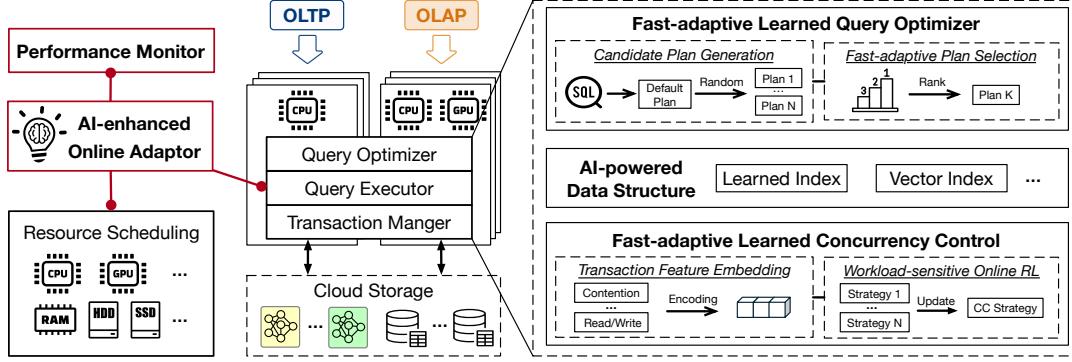 Performance Monitor
AI-enhanced
Online Adaptor
Resource Scheduling
CPU
GPU
...
RAM
HDD
SSD
...
OLTP
OLAP
CPU
CPU
GPU
Query Optimizer
Query Executor
Transaction Manger
Cloud Storage
...
...
Fast-adaptive Learned Query Optimizer
Candidate Plan Generation
SQL
Default
Plan
Random
Plan 1
...
Plan N
Fast-adaptive Plan Selection
3
2
1
Rank
Plan K
AI-powered
Data Structure
Learned Index
Vector Index
...
Fast-adaptive Learned Concurrency Control
Transaction Feature Embedding
Contention
...
Read/Write
Encoding
Workload-sensitive Online RL
Strategy 1
...
Strategy N
Update
CC Strategy